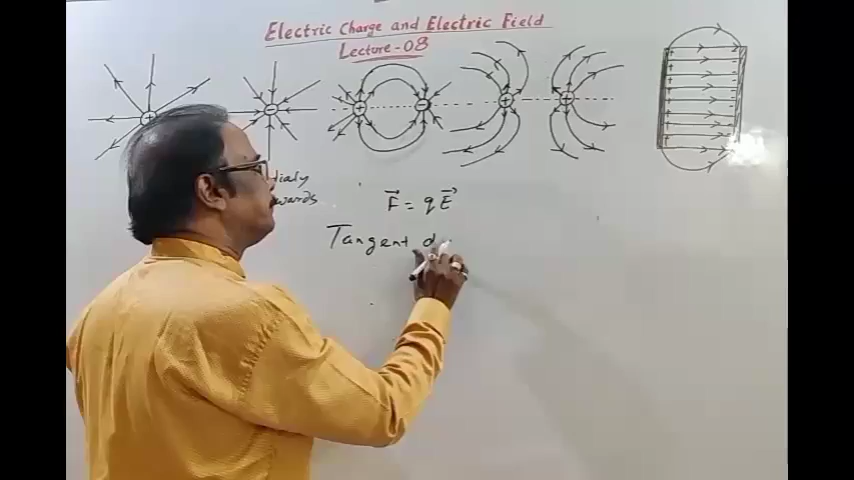 Electric Charge and Electric Field
Lecture-08
F = qE
Tangent d